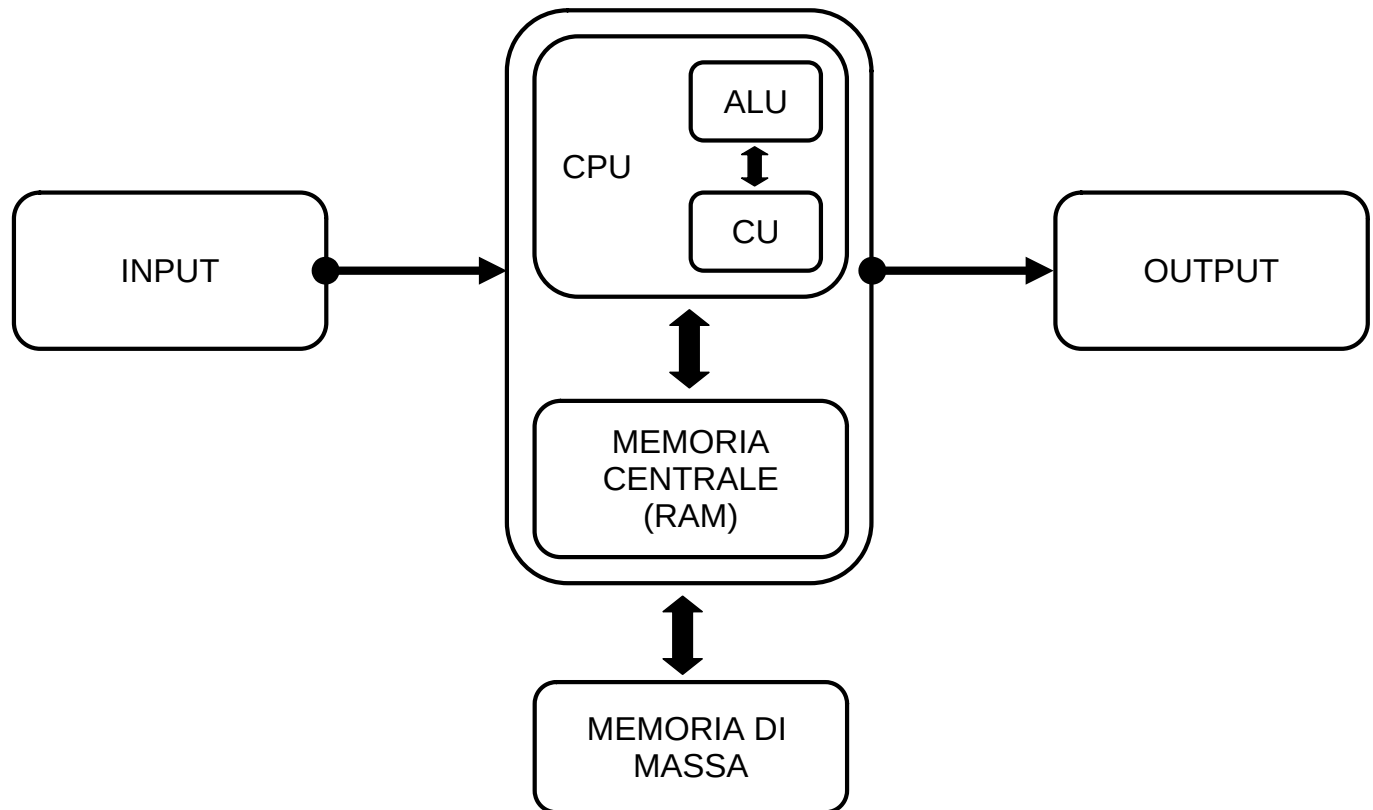 ALU
CPU
CU
INPUT
OUTPUT
MEMORIA
CENTRALE
(RAM)
MEMORIA DI
MASSA